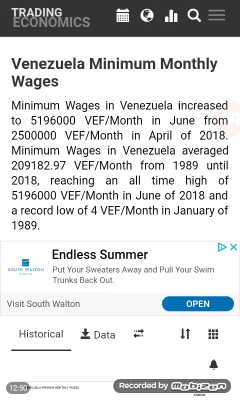 TRADING
ECONOMICS
Venezuela Minimum Monthly
Wages
Minimum Wages in Venezuela increased
to 5196000 VEF/Month in June from
2500000 VEF/Month in April of 2018.
Minimum Wages in Venezuela averaged
209182.97 VEF/Month from 1989 until
2018, reaching an all time high of
5196000 VEF/Month in June of 2018 and
a record low of 4 VEF/Month in January of
1989.
Endless Summer
Put Your Sweaters Away and Pull Your Swim
Trunks Back Out.
SOUTH WALTON
Visit South Walton
OPEN
Historical
Data
12:50
Recorded by Mobizen